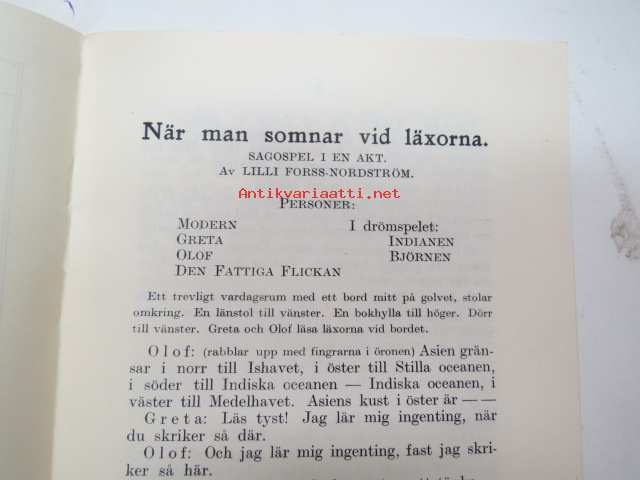 När man somnar vid läxorna.
SAGOSPEL I EN AKT.
Av LILLI FORSS-NORDSTRÖM.
Antikvariaatti.net
PERSONER:
MODERN I drömspelet:
GRETA INDIANEN
OLOF BJÖRNEN
DEN FATTIGA FLICKAN
Ett trevligt vardagsrum med ett bord mitt på golvet, stolar
omkring. En länstol till vänster. En bokhylla till höger. Dörr
till vänster. Greta och Olof läsa läxorna vid bordet.
Olof: (rabblar upp med fingrarna i öronen) Asien grän-
sar i norr till Ishavet, i öster till Stilla oceanen,
i söder till Indiska oceanen — Indiska oceanen, i
väster till Medelhavet. Asiens kust i öster är — —
Greta: Läs tyst! Jag lär mig ingenting, när
du skriker så där.
Olof: Och jag lär mig ingenting, fast jag skri-
ker så här.